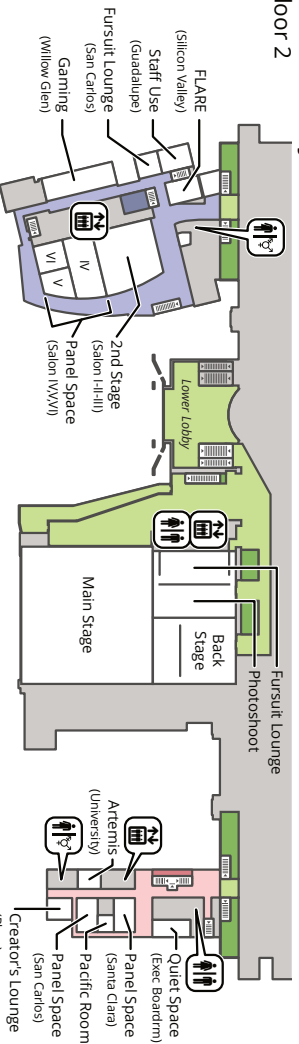 loor 2
FLARE
(Silicon Valley)
Staff Use
(Guadalupe)
Fursuit Lounge
(San Carlos)
Gaming
(Willow Glen)
IV
VI
V
2nd Stage
(Salon I-II-III)
Panel Space
(Salon IV,V,VI)
Lower Lobby
Fursuit Lounge
Photoshoot
Back
Stage
Main Stage
Artemis
(University)
Quiet Space
(Exec Boardrm)
Panel Space
(Santa Clara)
Pacific Room
Panel Space
(San Carlos)
Creator's Lounge